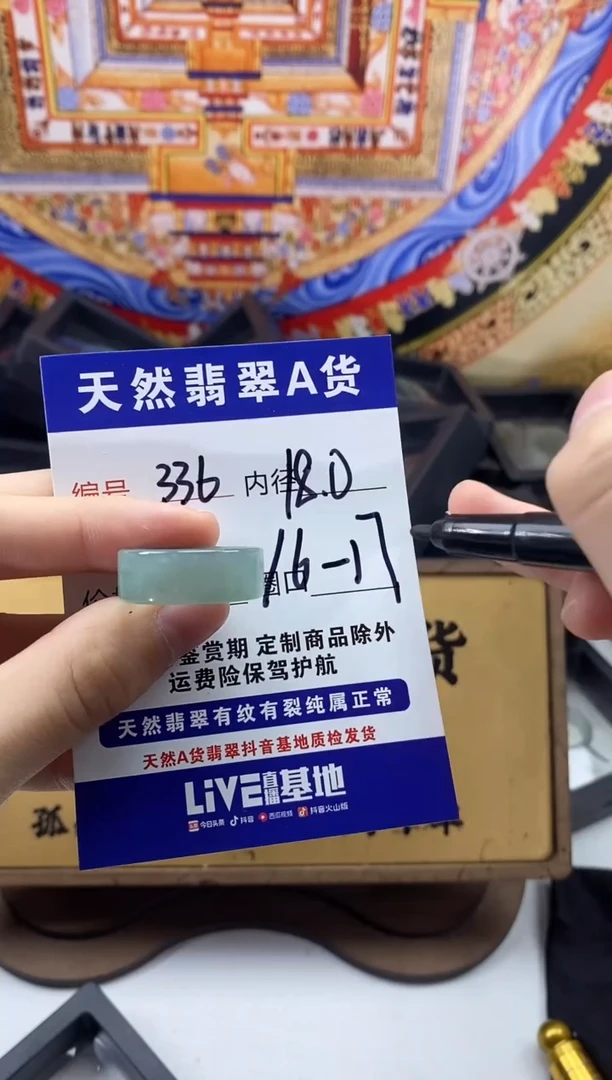 天然翡翠A货
编号 336 内径 18.0
圈口 16-17
鉴赏期 定制商品除外
运费险保驾护航
天然翡翠有纹有裂纯属正常
天然A货翡翠抖音基地质检发货
LiVE直播基地
今日头条 抖音 西瓜视频 抖音火山版
货
孤